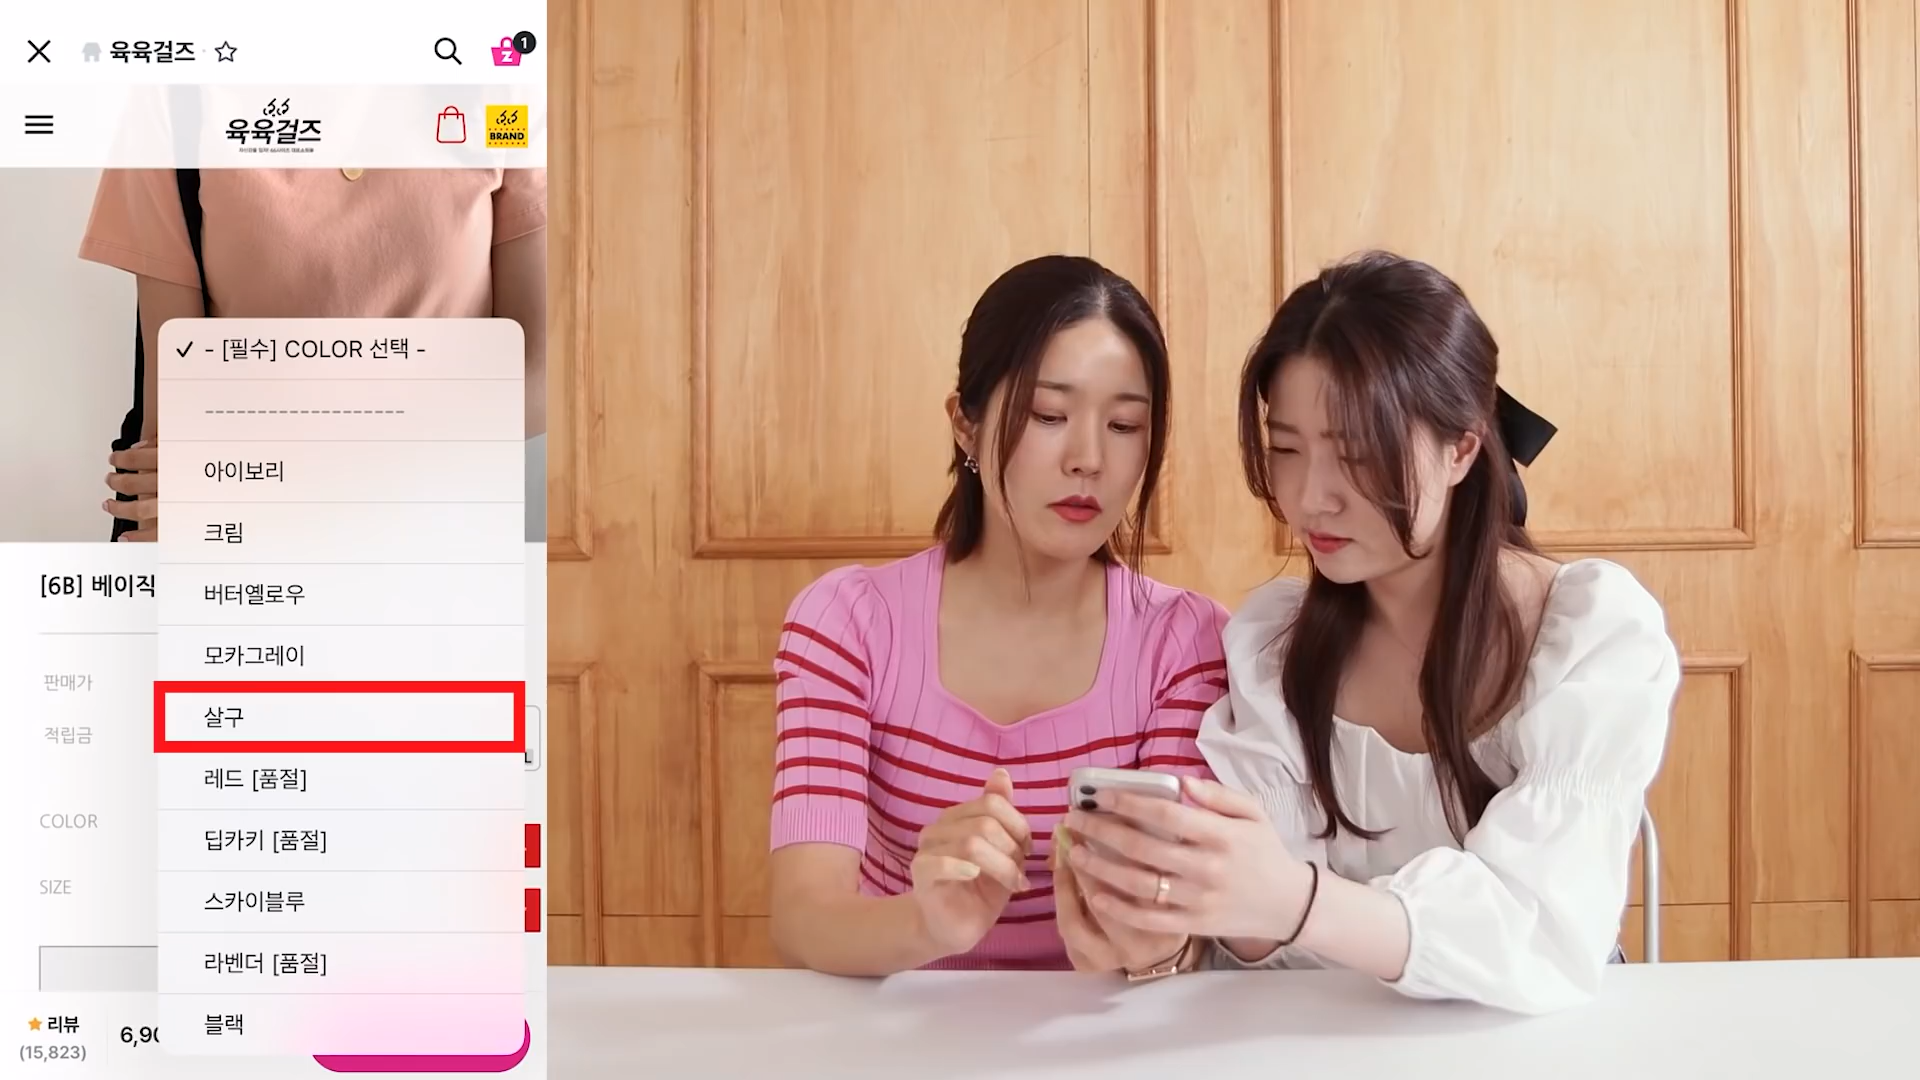 육육걸즈
1
Z
육육걸즈
BRAND
- [필수] COLOR 선택 -
-------------------
아이보리
크림
버터옐로우
모카그레이
살구
레드 [품절]
딥카키 [품절]
스카이블루
라벤더 [품절]
블랙
[6B] 베이직
판매가
적립금
L
COLOR
SIZE
리뷰
(15,823)
6,90